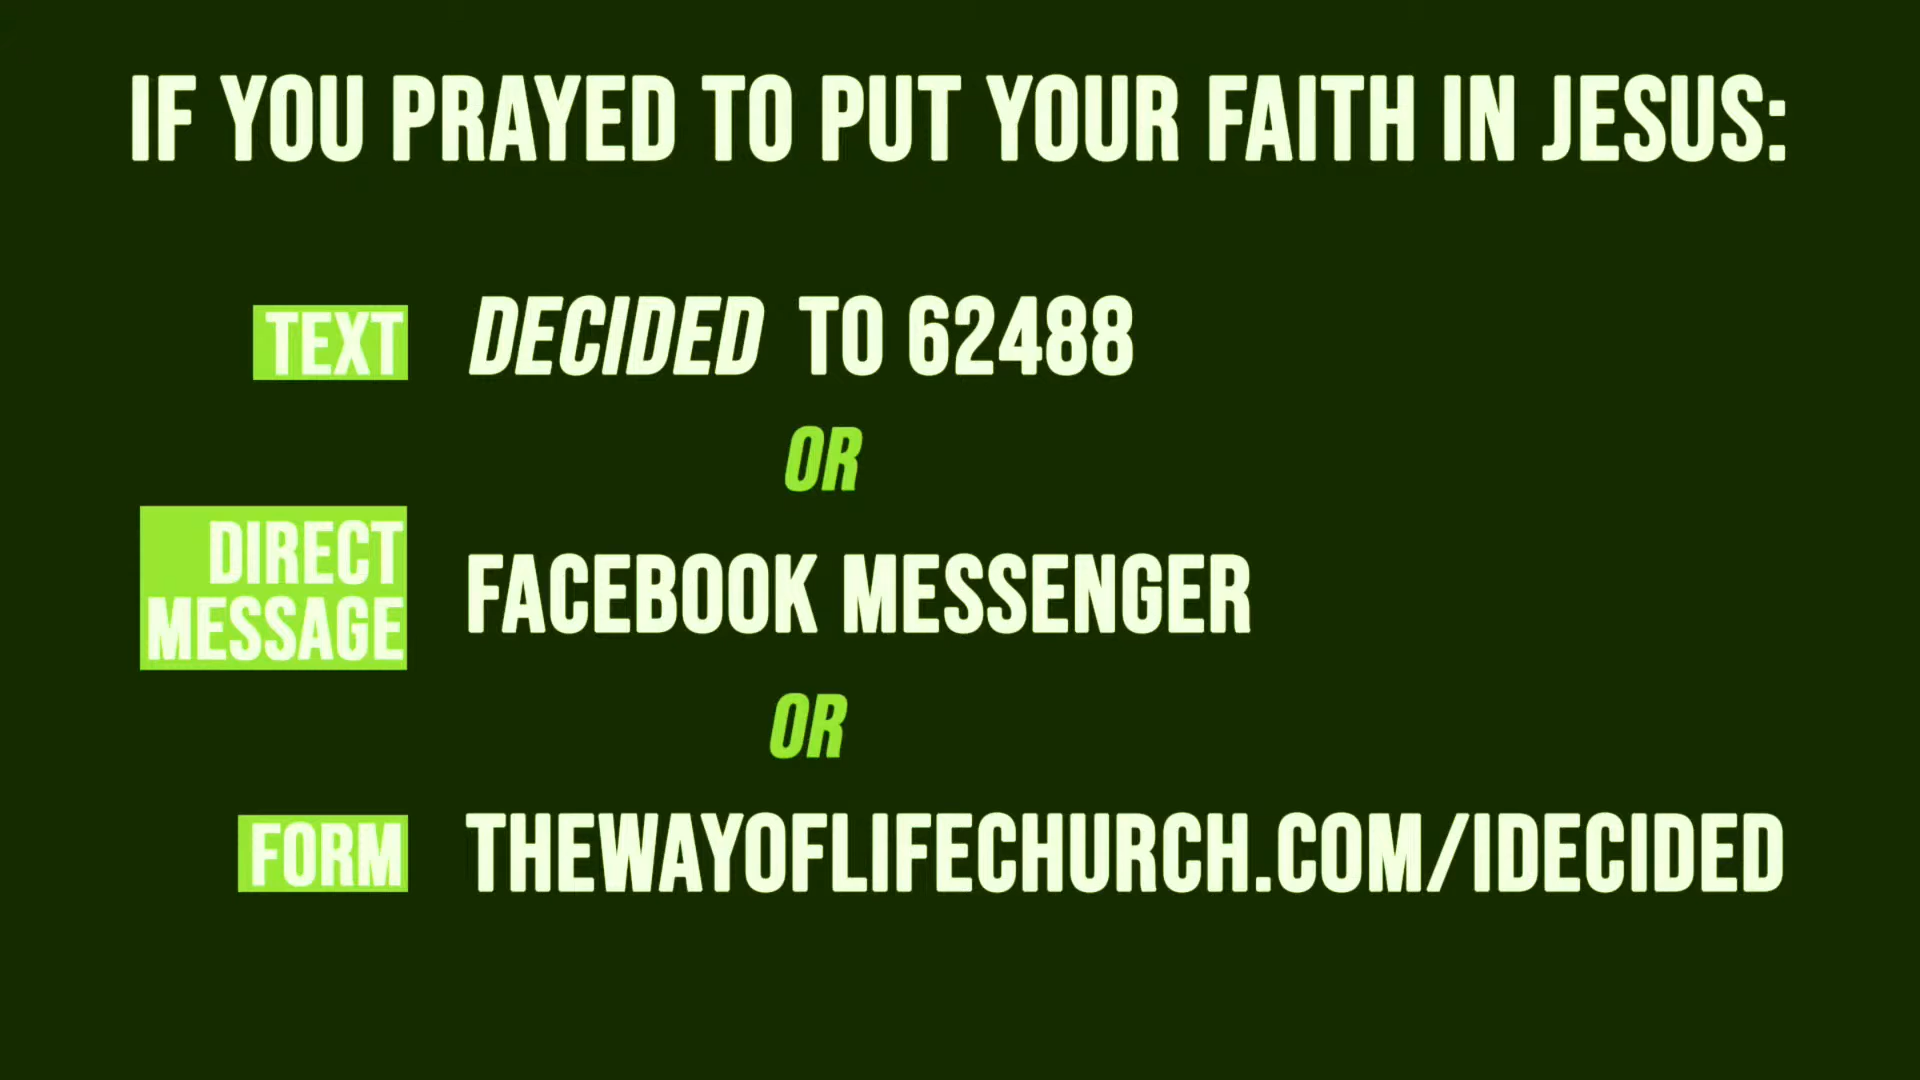 IF YOU PRAYED TO PUT YOUR FAITH IN JESUS:
TEXT DECIDED TO 62488
OR
DIRECT
MESSAGE
FACEBOOK MESSENGER
OR
FORM THEWAYOFLIFECHURCH.COM/IDECIDED